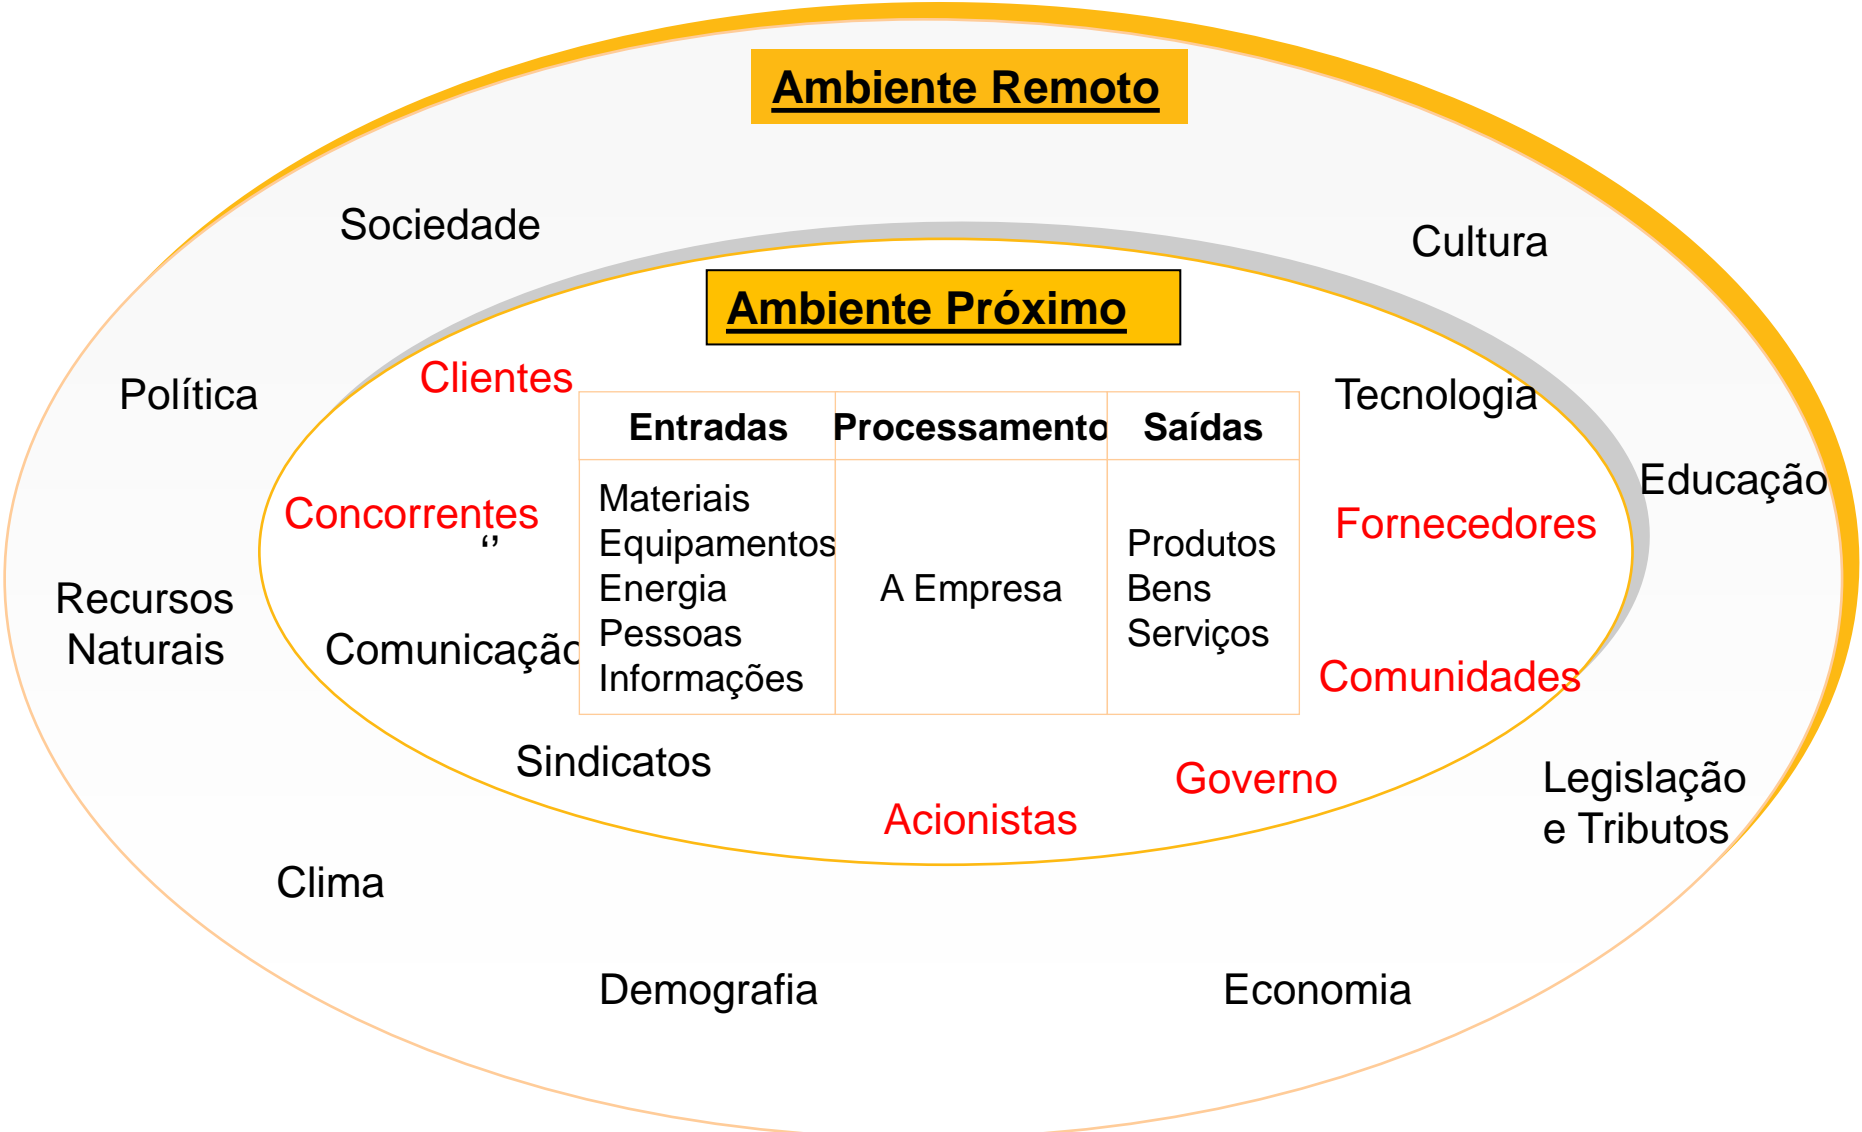 Ambiente Remoto
Sociedade
Cultura
Ambiente Próximo
Clientes
Política
Tecnologia
Entradas
Processamento
Saídas
Educação
Concorrentes
‘’
Fornecedores
Materiais
Equipamentos
Energia
Pessoas
Informações
A Empresa
Produtos
Bens
Serviços
Recursos
Naturais
Comunicação
Comunidades
Sindicatos
Governo
Acionistas
Legislação
e Tributos
Clima
Demografia
Economia